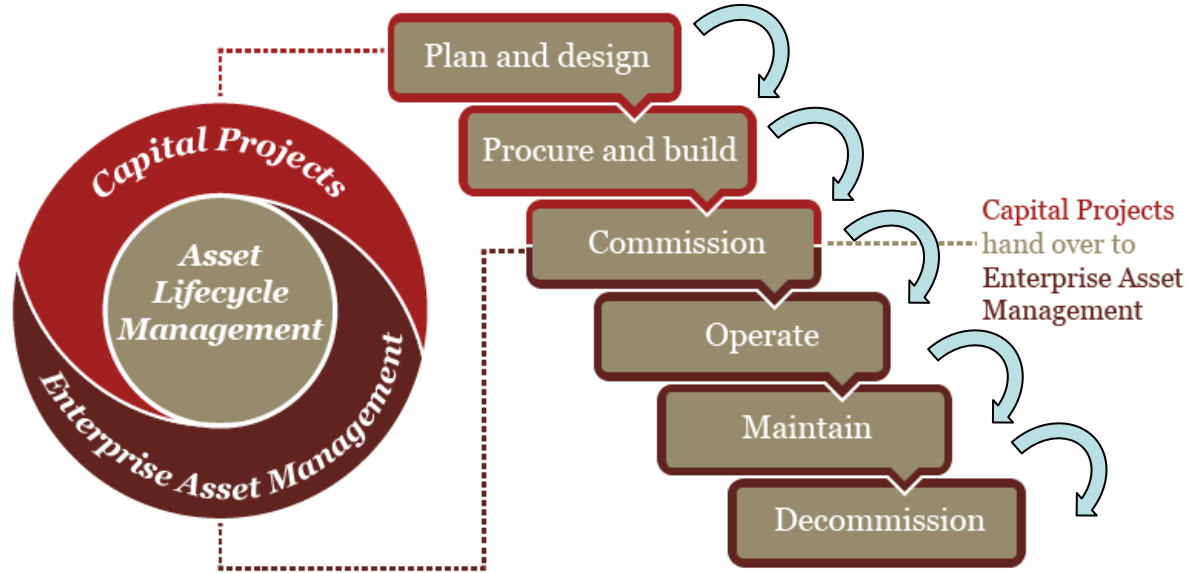 Plan and design
Procure and build
Commission
Operate
Maintain
Decommission
Capital Projects
Asset
Lifecycle
Management
Enterprise Asset Management
Capital Projects
hand over to
Enterprise Asset
Management